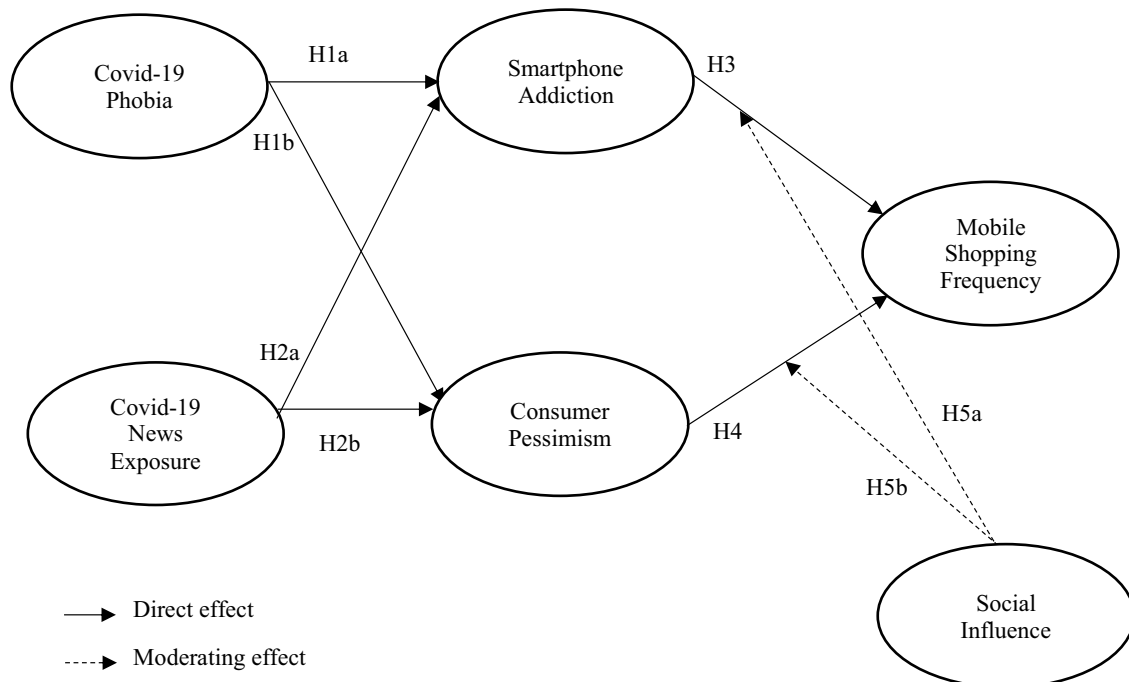 Covid-19
Phobia
H1a
Smartphone
Addiction
H3
H1b
Mobile
Shopping
Frequency
H2a
Covid-19
News
Exposure
H2b
Consumer
Pessimism
H4
H5a
H5b
Social
Influence
Direct effect
Moderating effect